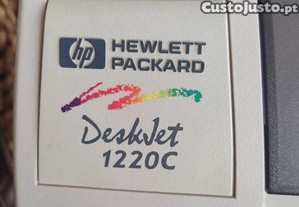 CustoJusto.pt
hp HEWLETT
PACKARD
DeskJet
1220C